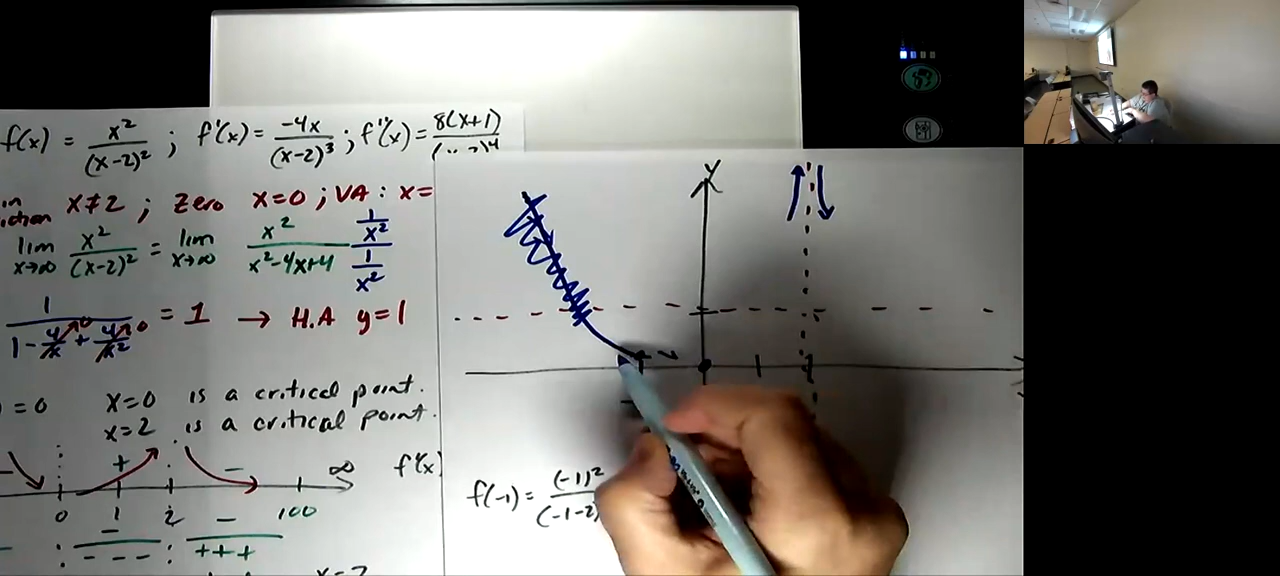 f(x) = x²/(x-2)² ; f'(x) = -4x/(x-2)³ ; f''(x) = 8(x+1)/
x≠2 ; Zero x=0 ; VA : x=
lim x→∞ x²/(x-2)² = lim x→∞ x²/(x²-4x+4) (1/x²)/(1/x²)
1/(1 - 4/x + 4/x²) = 1 → H.A y=1
= 0 x=0 is a critical point.
x=2 is a critical point.
+ - ∞ f'(x)
0 1 2 100
- -
--- +++
x=2
y
f(-1) = (-1)²/(-1-2)